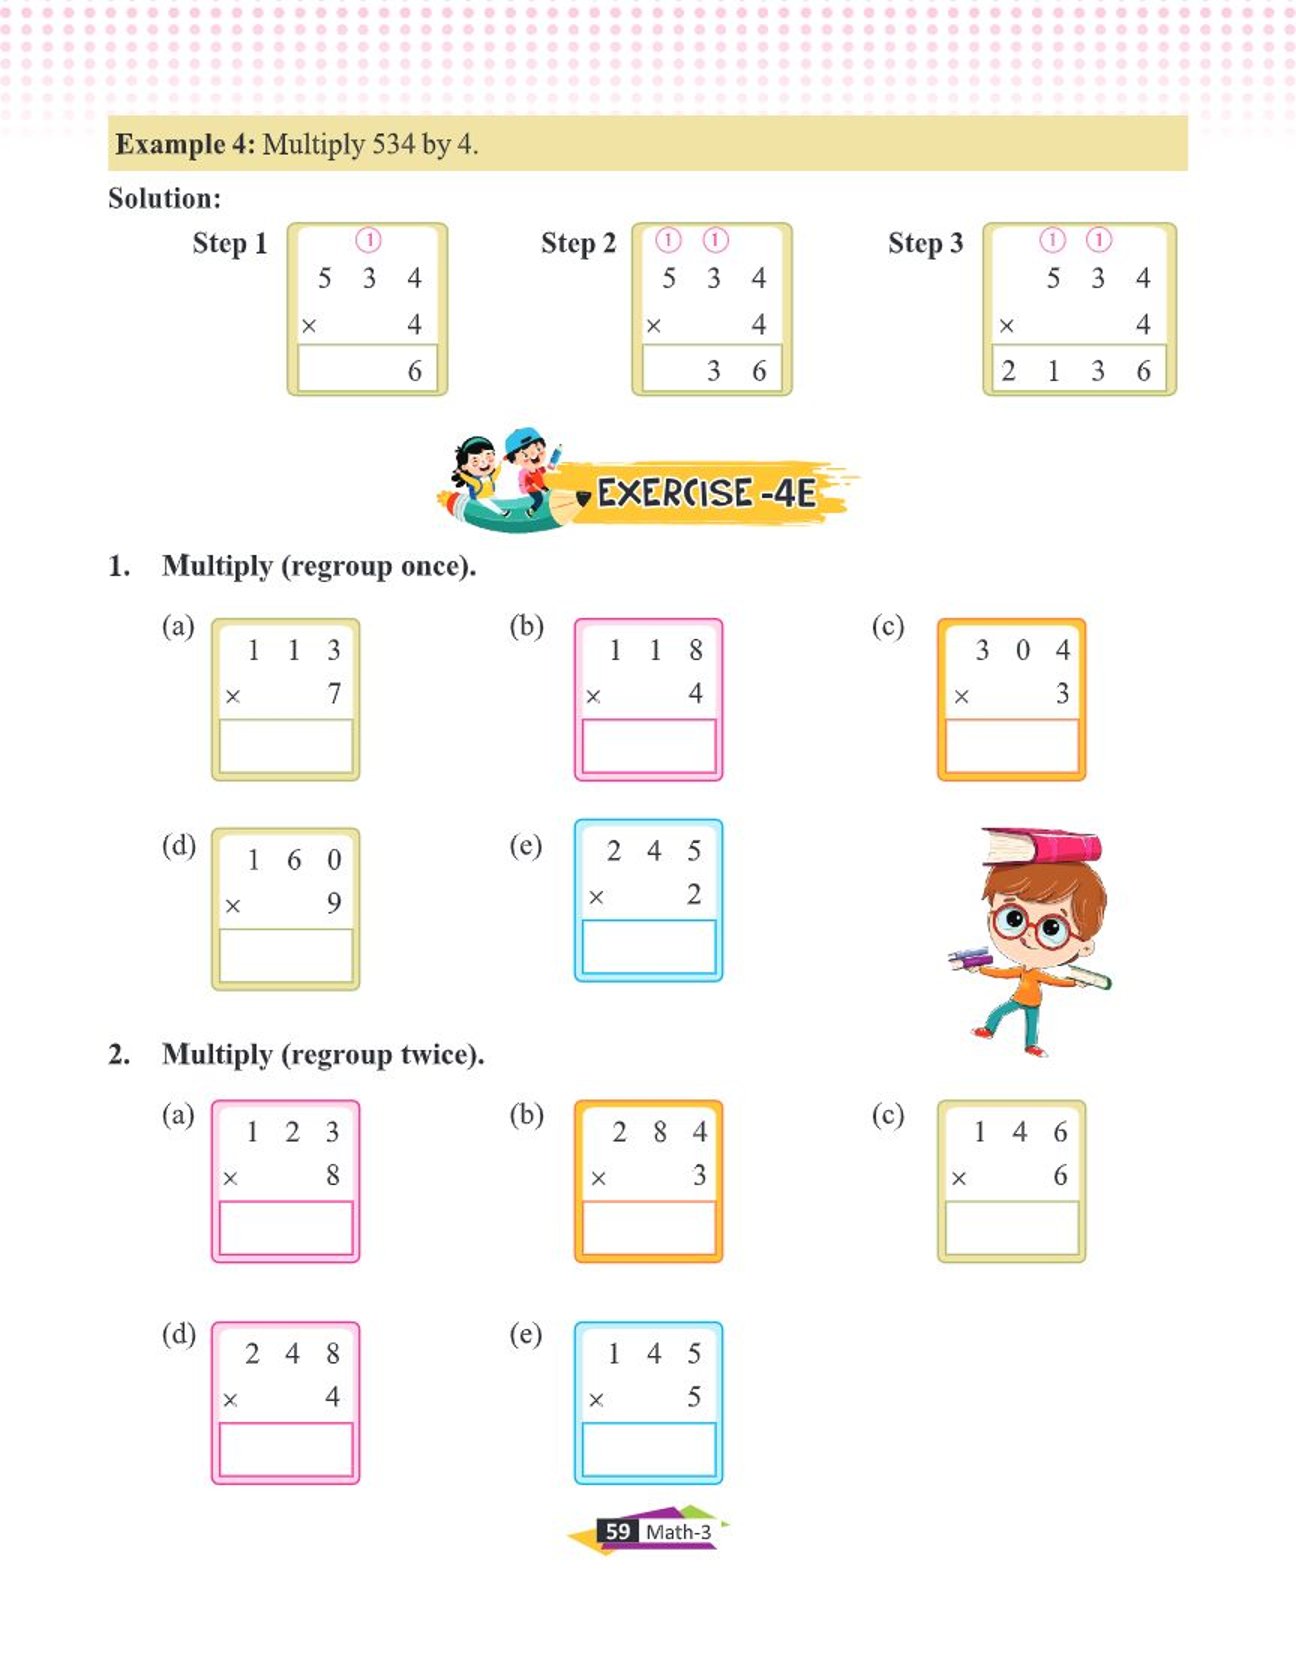 Example 4: Multiply 534 by 4.
Solution:
Step 1
1
5 3 4
× 4
6
Step 2
1 1
5 3 4
× 4
3 6
Step 3
1 1
5 3 4
× 4
2 1 3 6
EXERCISE -4E
1. Multiply (regroup once).
(a)
1 1 3
× 7
(b)
1 1 8
× 4
(c)
3 0 4
× 3
(d)
1 6 0
× 9
(e)
2 4 5
× 2
2. Multiply (regroup twice).
(a)
1 2 3
× 8
(b)
2 8 4
× 3
(c)
1 4 6
× 6
(d)
2 4 8
× 4
(e)
1 4 5
× 5
59 Math-3